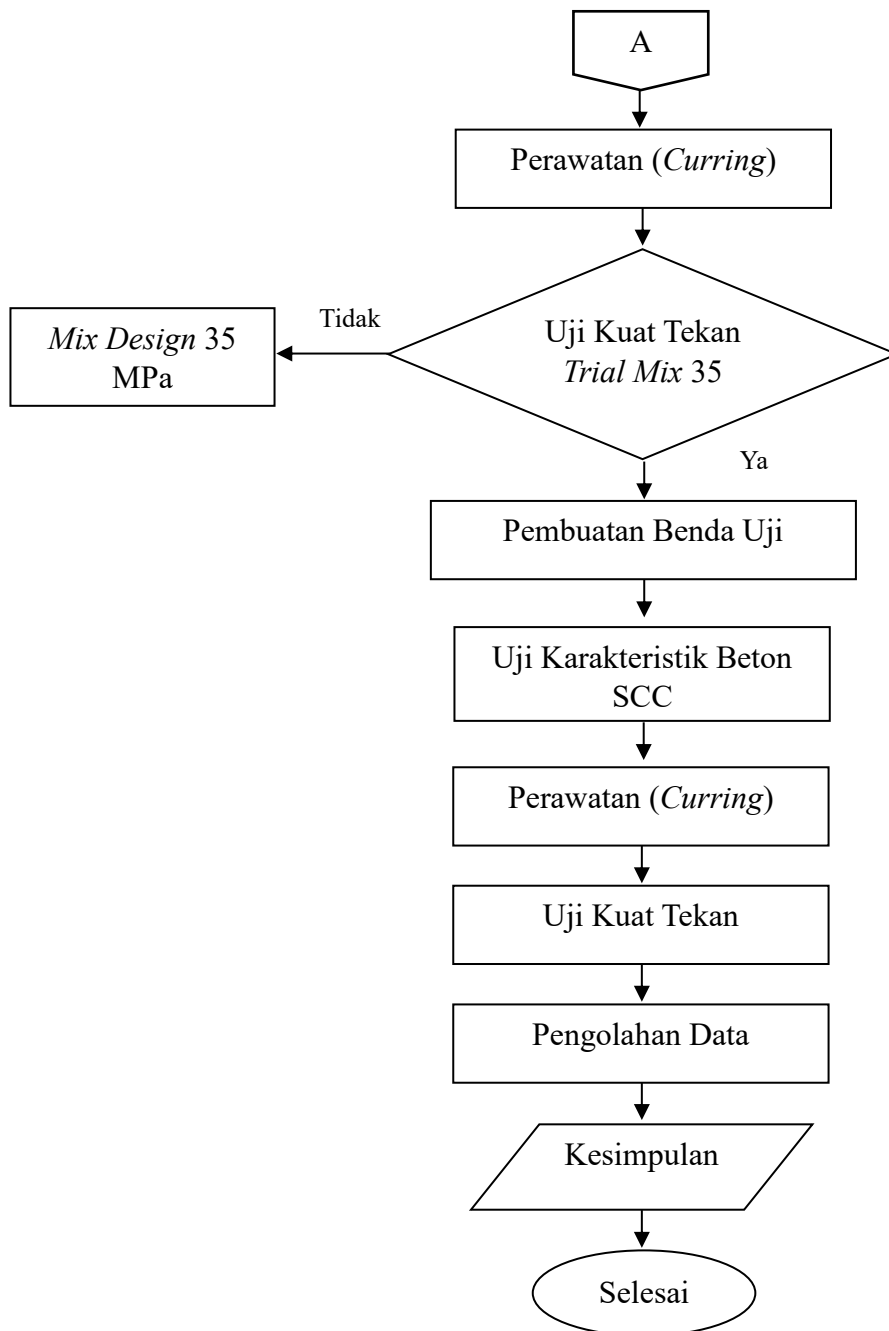 A
Perawatan (Curring)
Tidak
Mix Design 35
MPa
Uji Kuat Tekan
Trial Mix 35
Ya
Pembuatan Benda Uji
Uji Karakteristik Beton
SCC
Perawatan (Curring)
Uji Kuat Tekan
Pengolahan Data
Kesimpulan
Selesai